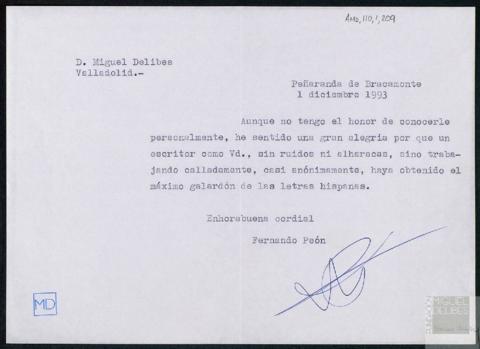 AMD, 110, 1, 209
D. Miguel Delibes
Valladolid.-
Peñaranda de Bracamonte
1 diciembre 1993
Aunque no tengo el honor de conocerle
personalmente, he sentido una gran alegria por que un
escritor como Vd., sin ruidos ni alharacas, sino traba-
jando calladamente, casi anónimamente, haya obtenido el
máximo galardón de las letras hispanas.
Enhorabuena cordial
Fernando Peón
MD
MIGUEL
DELIBES